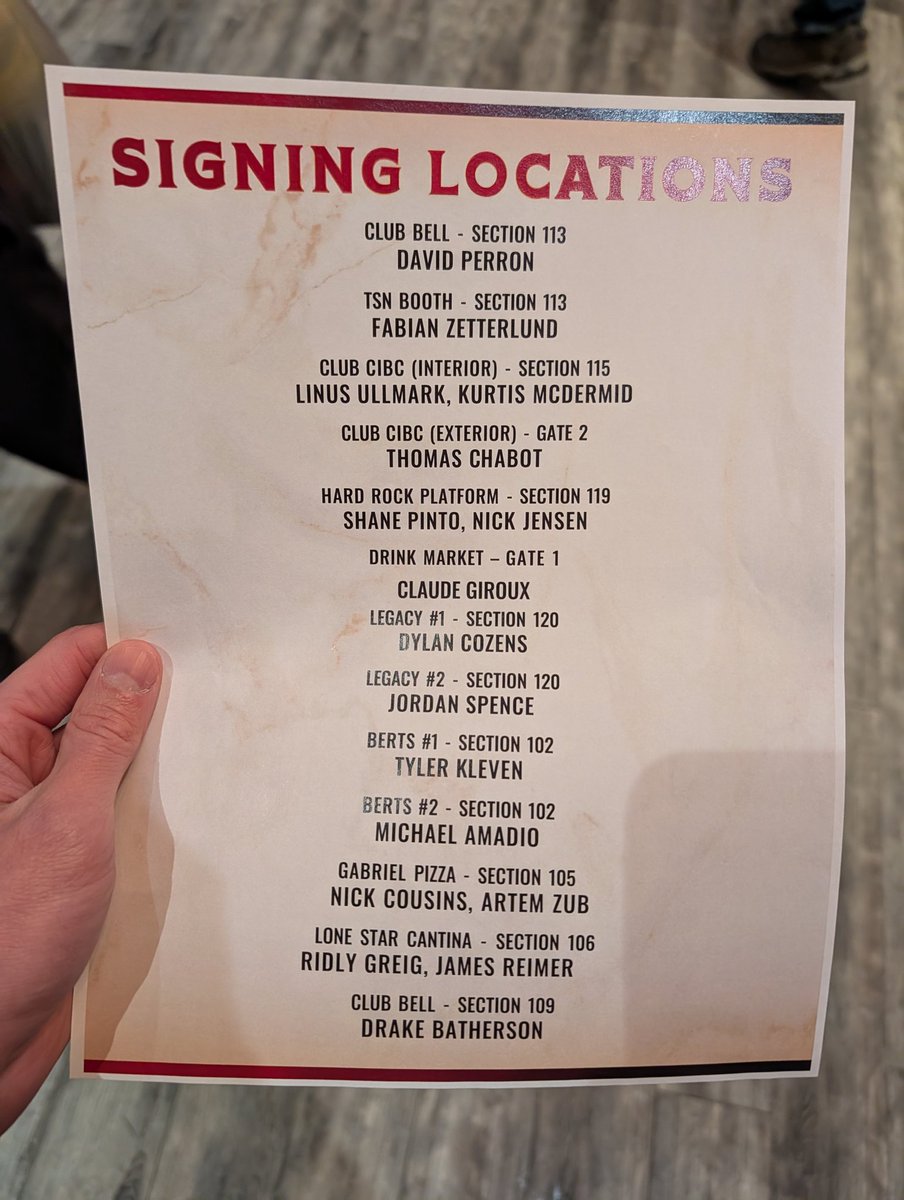 SIGNING LOCATIONS
CLUB BELL - SECTION 113
DAVID PERRON
TSN BOOTH - SECTION 113
FABIAN ZETTERLUND
CLUB CIBC (INTERIOR) - SECTION 115
LINUS ULLMARK, KURTIS MCDERMID
CLUB CIBC (EXTERIOR) - GATE 2
THOMAS CHABOT
HARD ROCK PLATFORM - SECTION 119
SHANE PINTO, NICK JENSEN
DRINK MARKET – GATE 1
CLAUDE GIROUX
LEGACY #1 - SECTION 120
DYLAN COZENS
LEGACY #2 - SECTION 120
JORDAN SPENCE
BERTS #1 - SECTION 102
TYLER KLEVEN
BERTS #2 - SECTION 102
MICHAEL AMADIO
GABRIEL PIZZA - SECTION 105
NICK COUSINS, ARTEM ZUB
LONE STAR CANTINA - SECTION 106
RIDLY GREIG, JAMES REIMER
CLUB BELL - SECTION 109
DRAKE BATHERSON